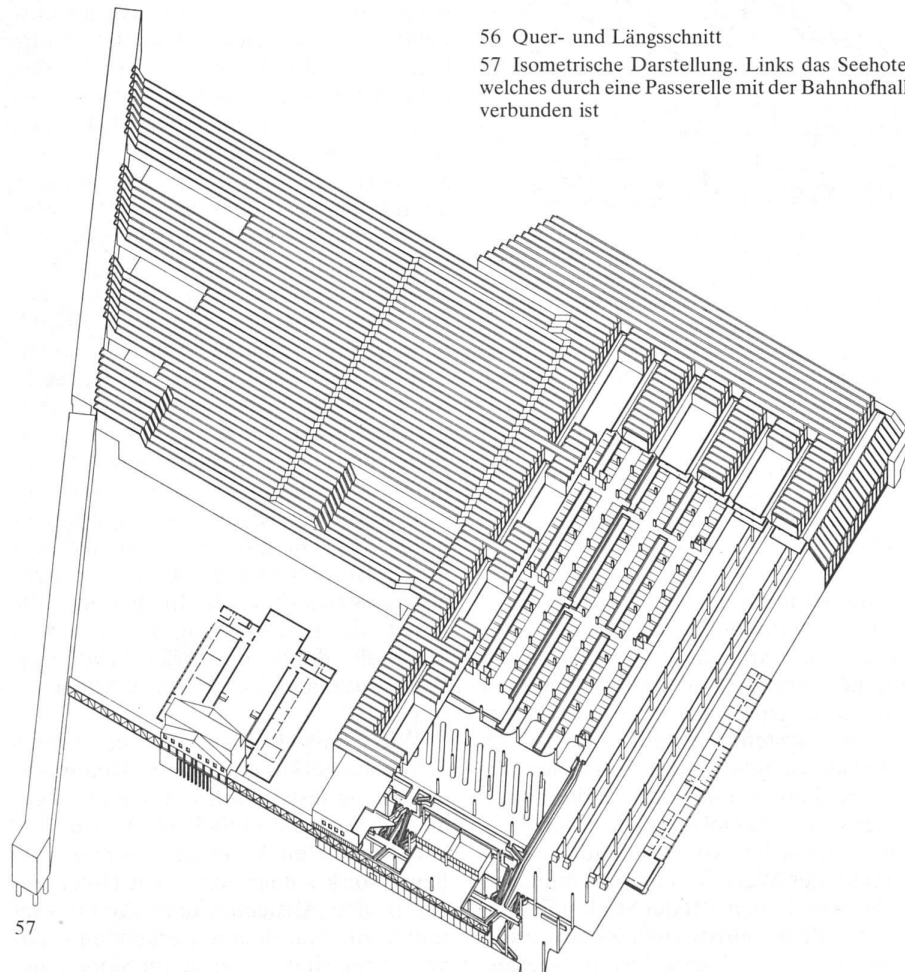 56 Quer- und Längsschnitt
57 Isometrische Darstellung. Links das Seehote
welches durch eine Passerelle mit der Bahnhofhall
verbunden ist
57